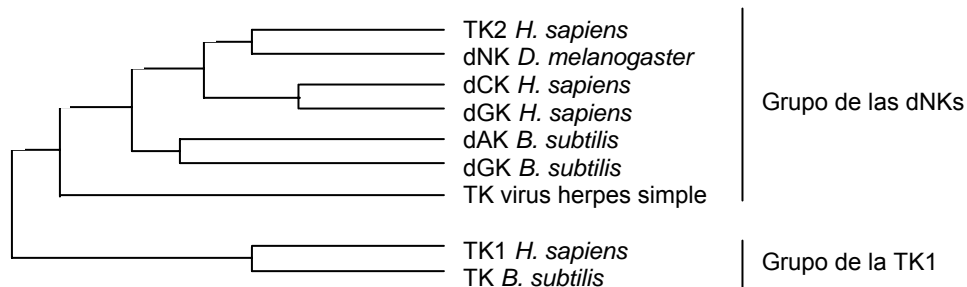 TK2 H. sapiens
dNK D. melanogaster
dCK H. sapiens
dGK H. sapiens
dAK B. subtilis
dGK B. subtilis
TK virus herpes simple
Grupo de las dNKs
TK1 H. sapiens
TK B. subtilis
Grupo de la TK1